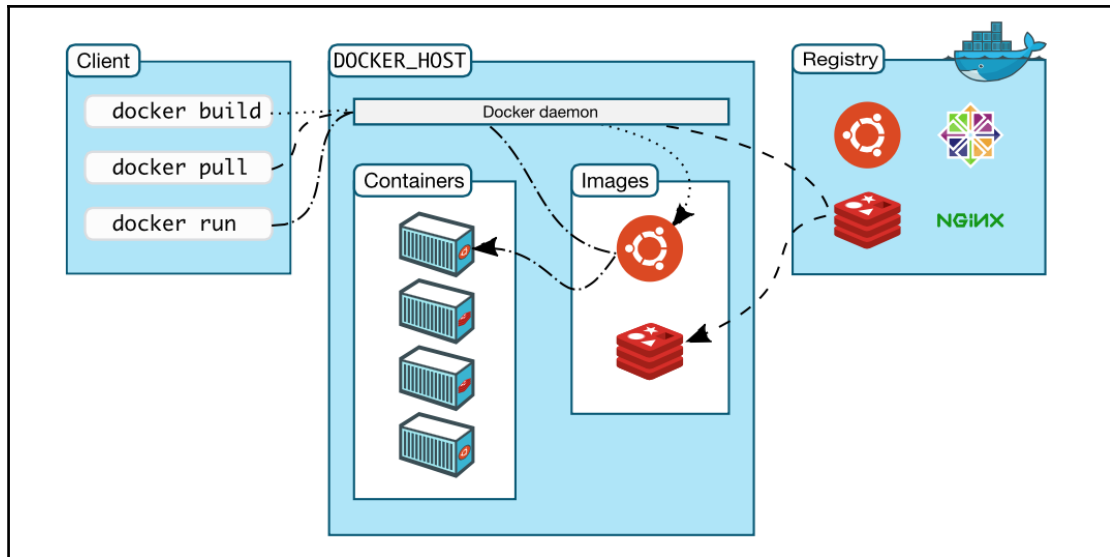 Client
docker build
docker pull
docker run
DOCKER_HOST
Docker daemon
Containers
Images
Registry
NGINX